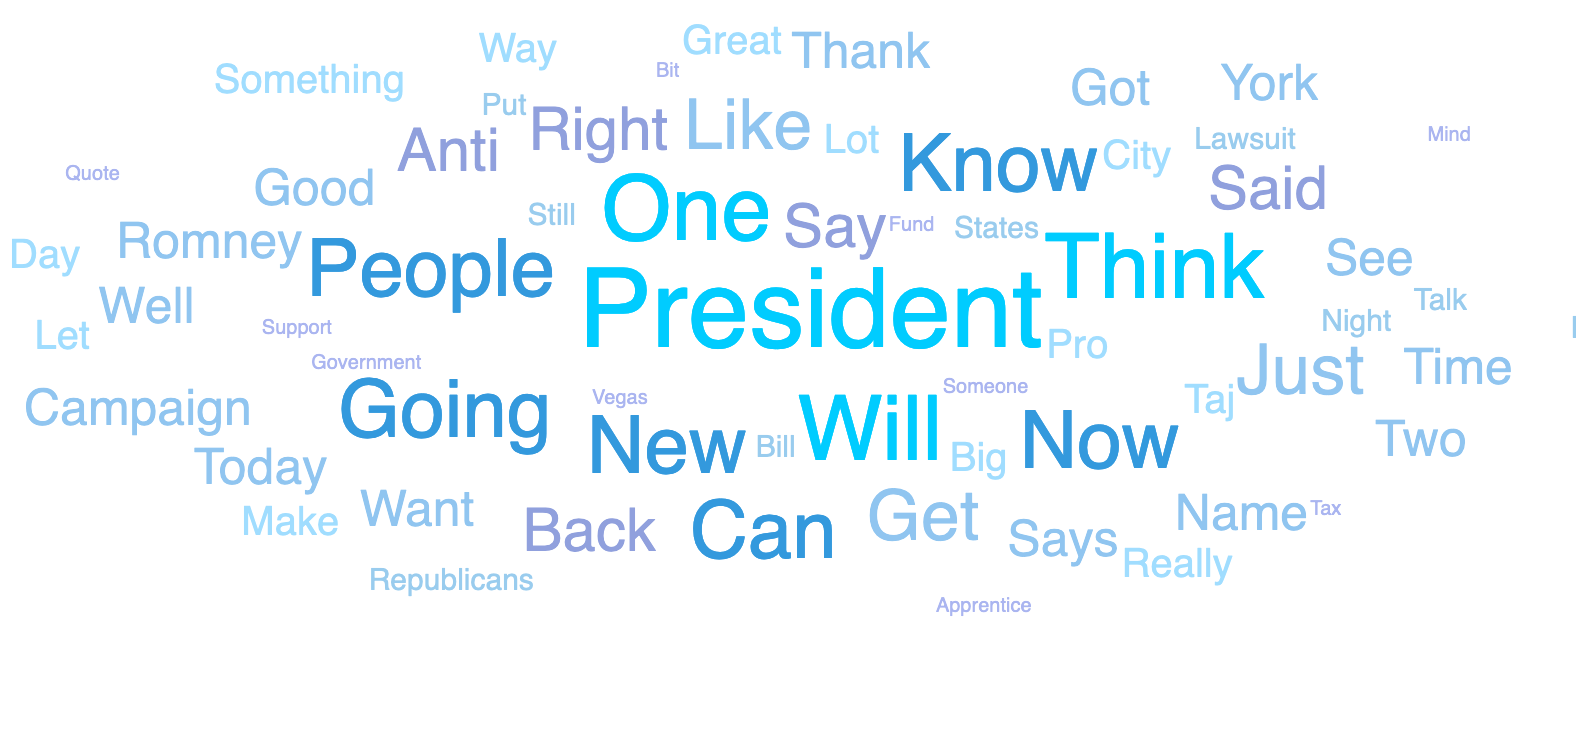 Way
Great
Thank
Something
Bit
Got
York
Put
Right
Like
Lot
Know
City
Lawsuit
Mind
Anti
Quote
Good
Still
One
Say
Fund
States
Said
Day
Romney
People
President
Think
See
Let
Well
Support
Pro
Night
Talk
Government
Just
Time
Campaign
Going
Vegas
New
Bill
Will
Someone
Big
Now
Taj
Two
Today
Make
Want
Back
Can
Get
Says
Name
Tax
Really
Republicans
Apprentice